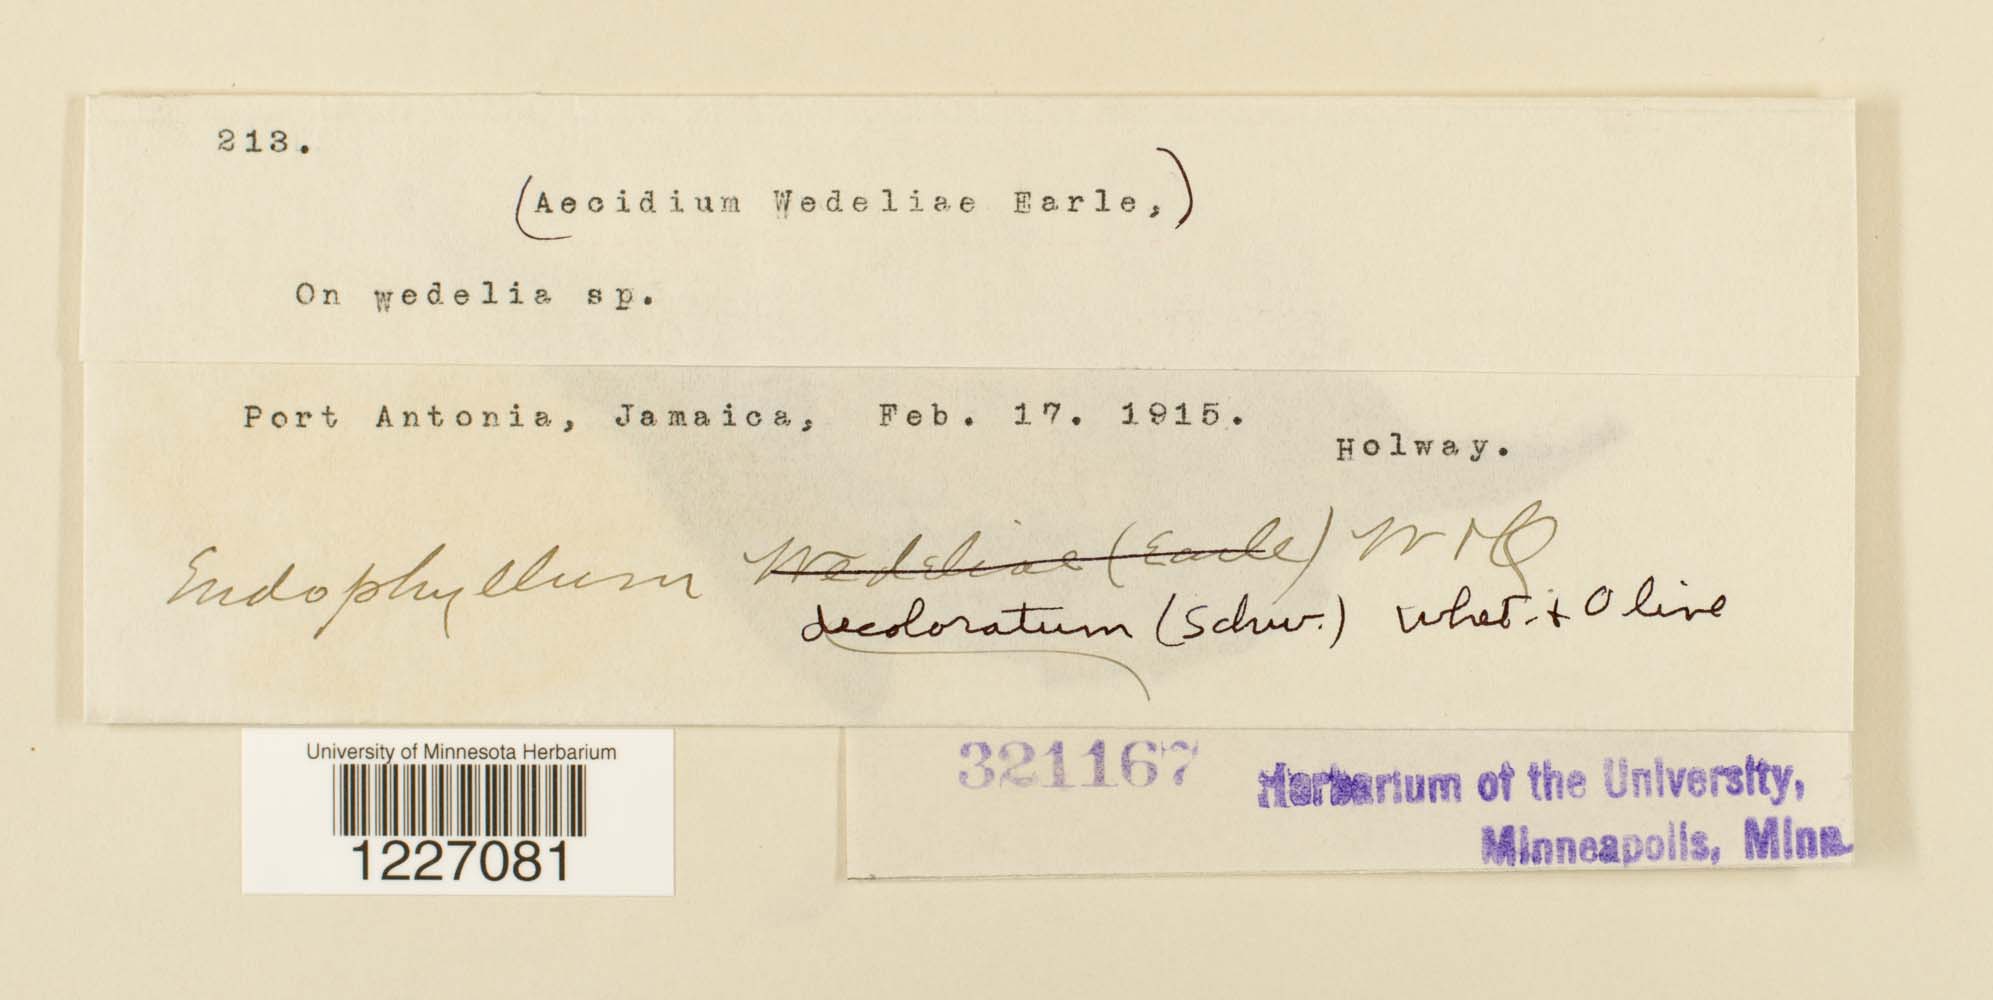 213.
(Aecidium Wedeliae Earle,)
On wedelia sp.
Port Antonia, Jamaica, Feb. 17. 1915.
Holway.
Endophyllum Wedeliae (Earle) W + O
decoloratum (Schw.) Whet. + Olive
University of Minnesota Herbarium
1227081
321167
Herbarium of the University,
Minneapolis, Minn.